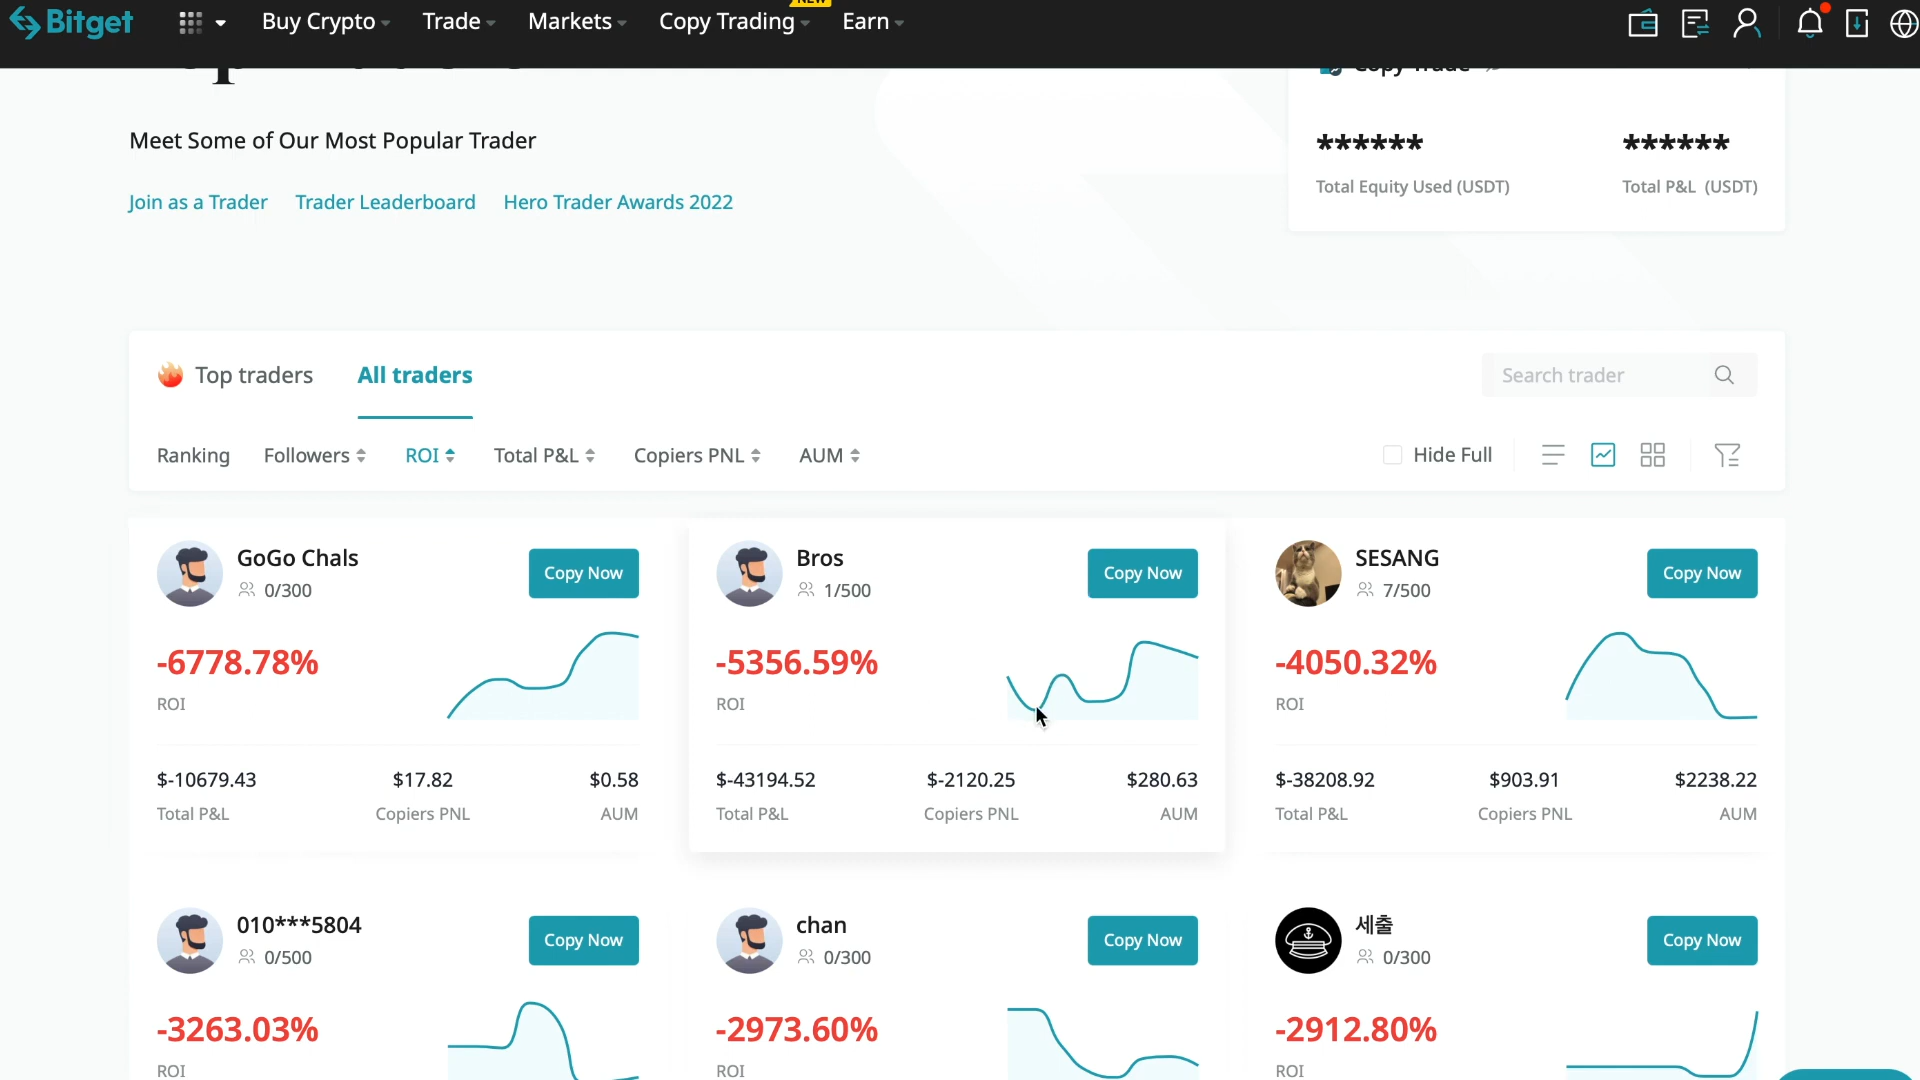 Bitget
Buy Crypto
Trade
Markets
Copy Trading
NEW
Earn
Meet Some of Our Most Popular Trader
Join as a Trader
Trader Leaderboard
Hero Trader Awards 2022
Copy Trade
******
******
Total Equity Used (USDT)
Total P&L (USDT)
Top traders
All traders
Search trader
Ranking
Followers
ROI
Total P&L
Copiers PNL
AUM
Hide Full
GoGo Chals
0/300
Copy Now
-6778.78%
ROI
$-10679.43
$17.82
$0.58
Total P&L
Copiers PNL
AUM
Bros
1/500
Copy Now
-5356.59%
ROI
$-43194.52
$-2120.25
$280.63
Total P&L
Copiers PNL
AUM
SESANG
7/500
Copy Now
-4050.32%
ROI
$-38208.92
$903.91
$2238.22
Total P&L
Copiers PNL
AUM
010***5804
0/500
Copy Now
-3263.03%
ROI
chan
0/300
Copy Now
-2973.60%
ROI
세출
0/300
Copy Now
-2912.80%
ROI